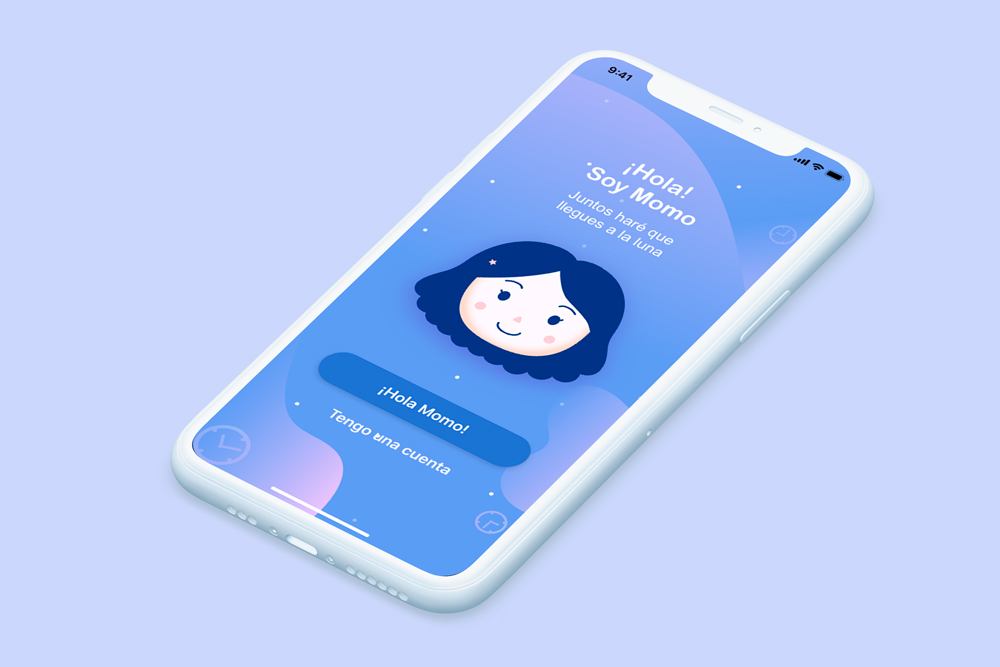 9:41
¡Hola!
Soy Momo
Juntos haré que
llegues a la luna
¡Hola Momo!
Tengo una cuenta